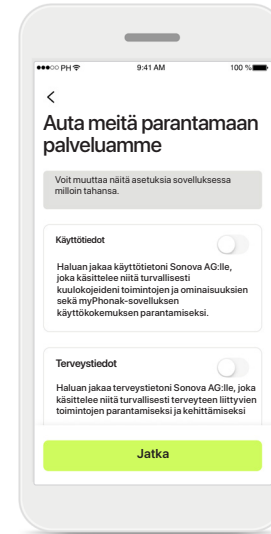 PH
9:41 AM
100 %
Auta meitä parantamaan
palveluamme
Voit muuttaa näitä asetuksia sovelluksessa
milloin tahansa.
Käyttötiedot
Haluan jakaa käyttötietoni Sonova AG:lle,
joka käsittelee niitä turvallisesti
kuulokojeideni toimintojen ja ominaisuuksien
sekä myPhonak-sovelluksen
käyttökokemuksen parantamiseksi.
Terveystiedot
Haluan jakaa terveystietoni Sonova AG:lle, joka
käsittelee niitä turvallisesti terveyteen liittyvien
toimintojen parantamiseksi ja kehittämiseksi
Jatka